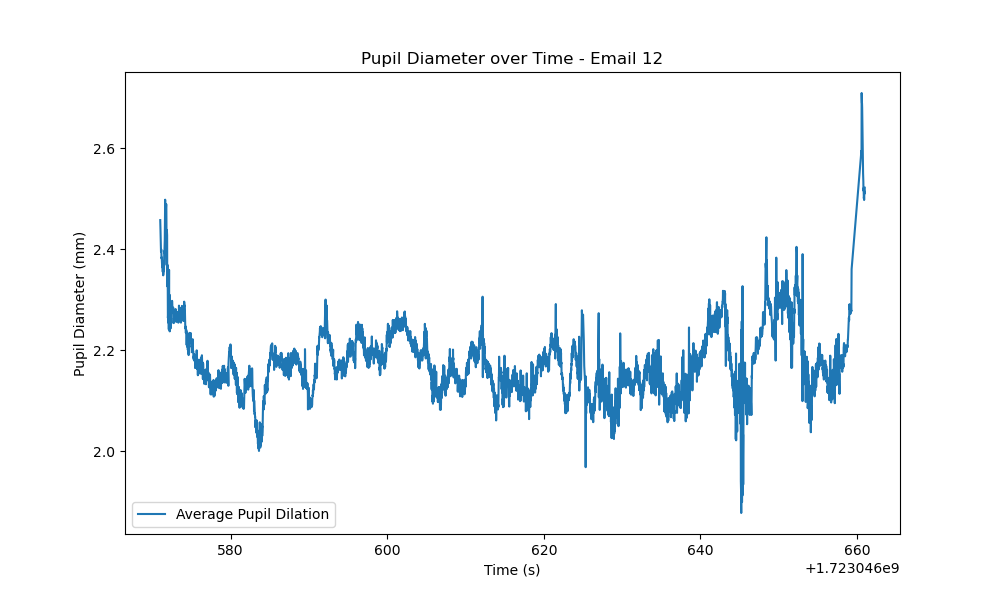 Pupil Diameter over Time - Email 12
Pupil Diameter (mm)
2.6
2.4
2.2
2.0
Average Pupil Dilation
580
600
620
640
660
Time (s)
+1.723046e9